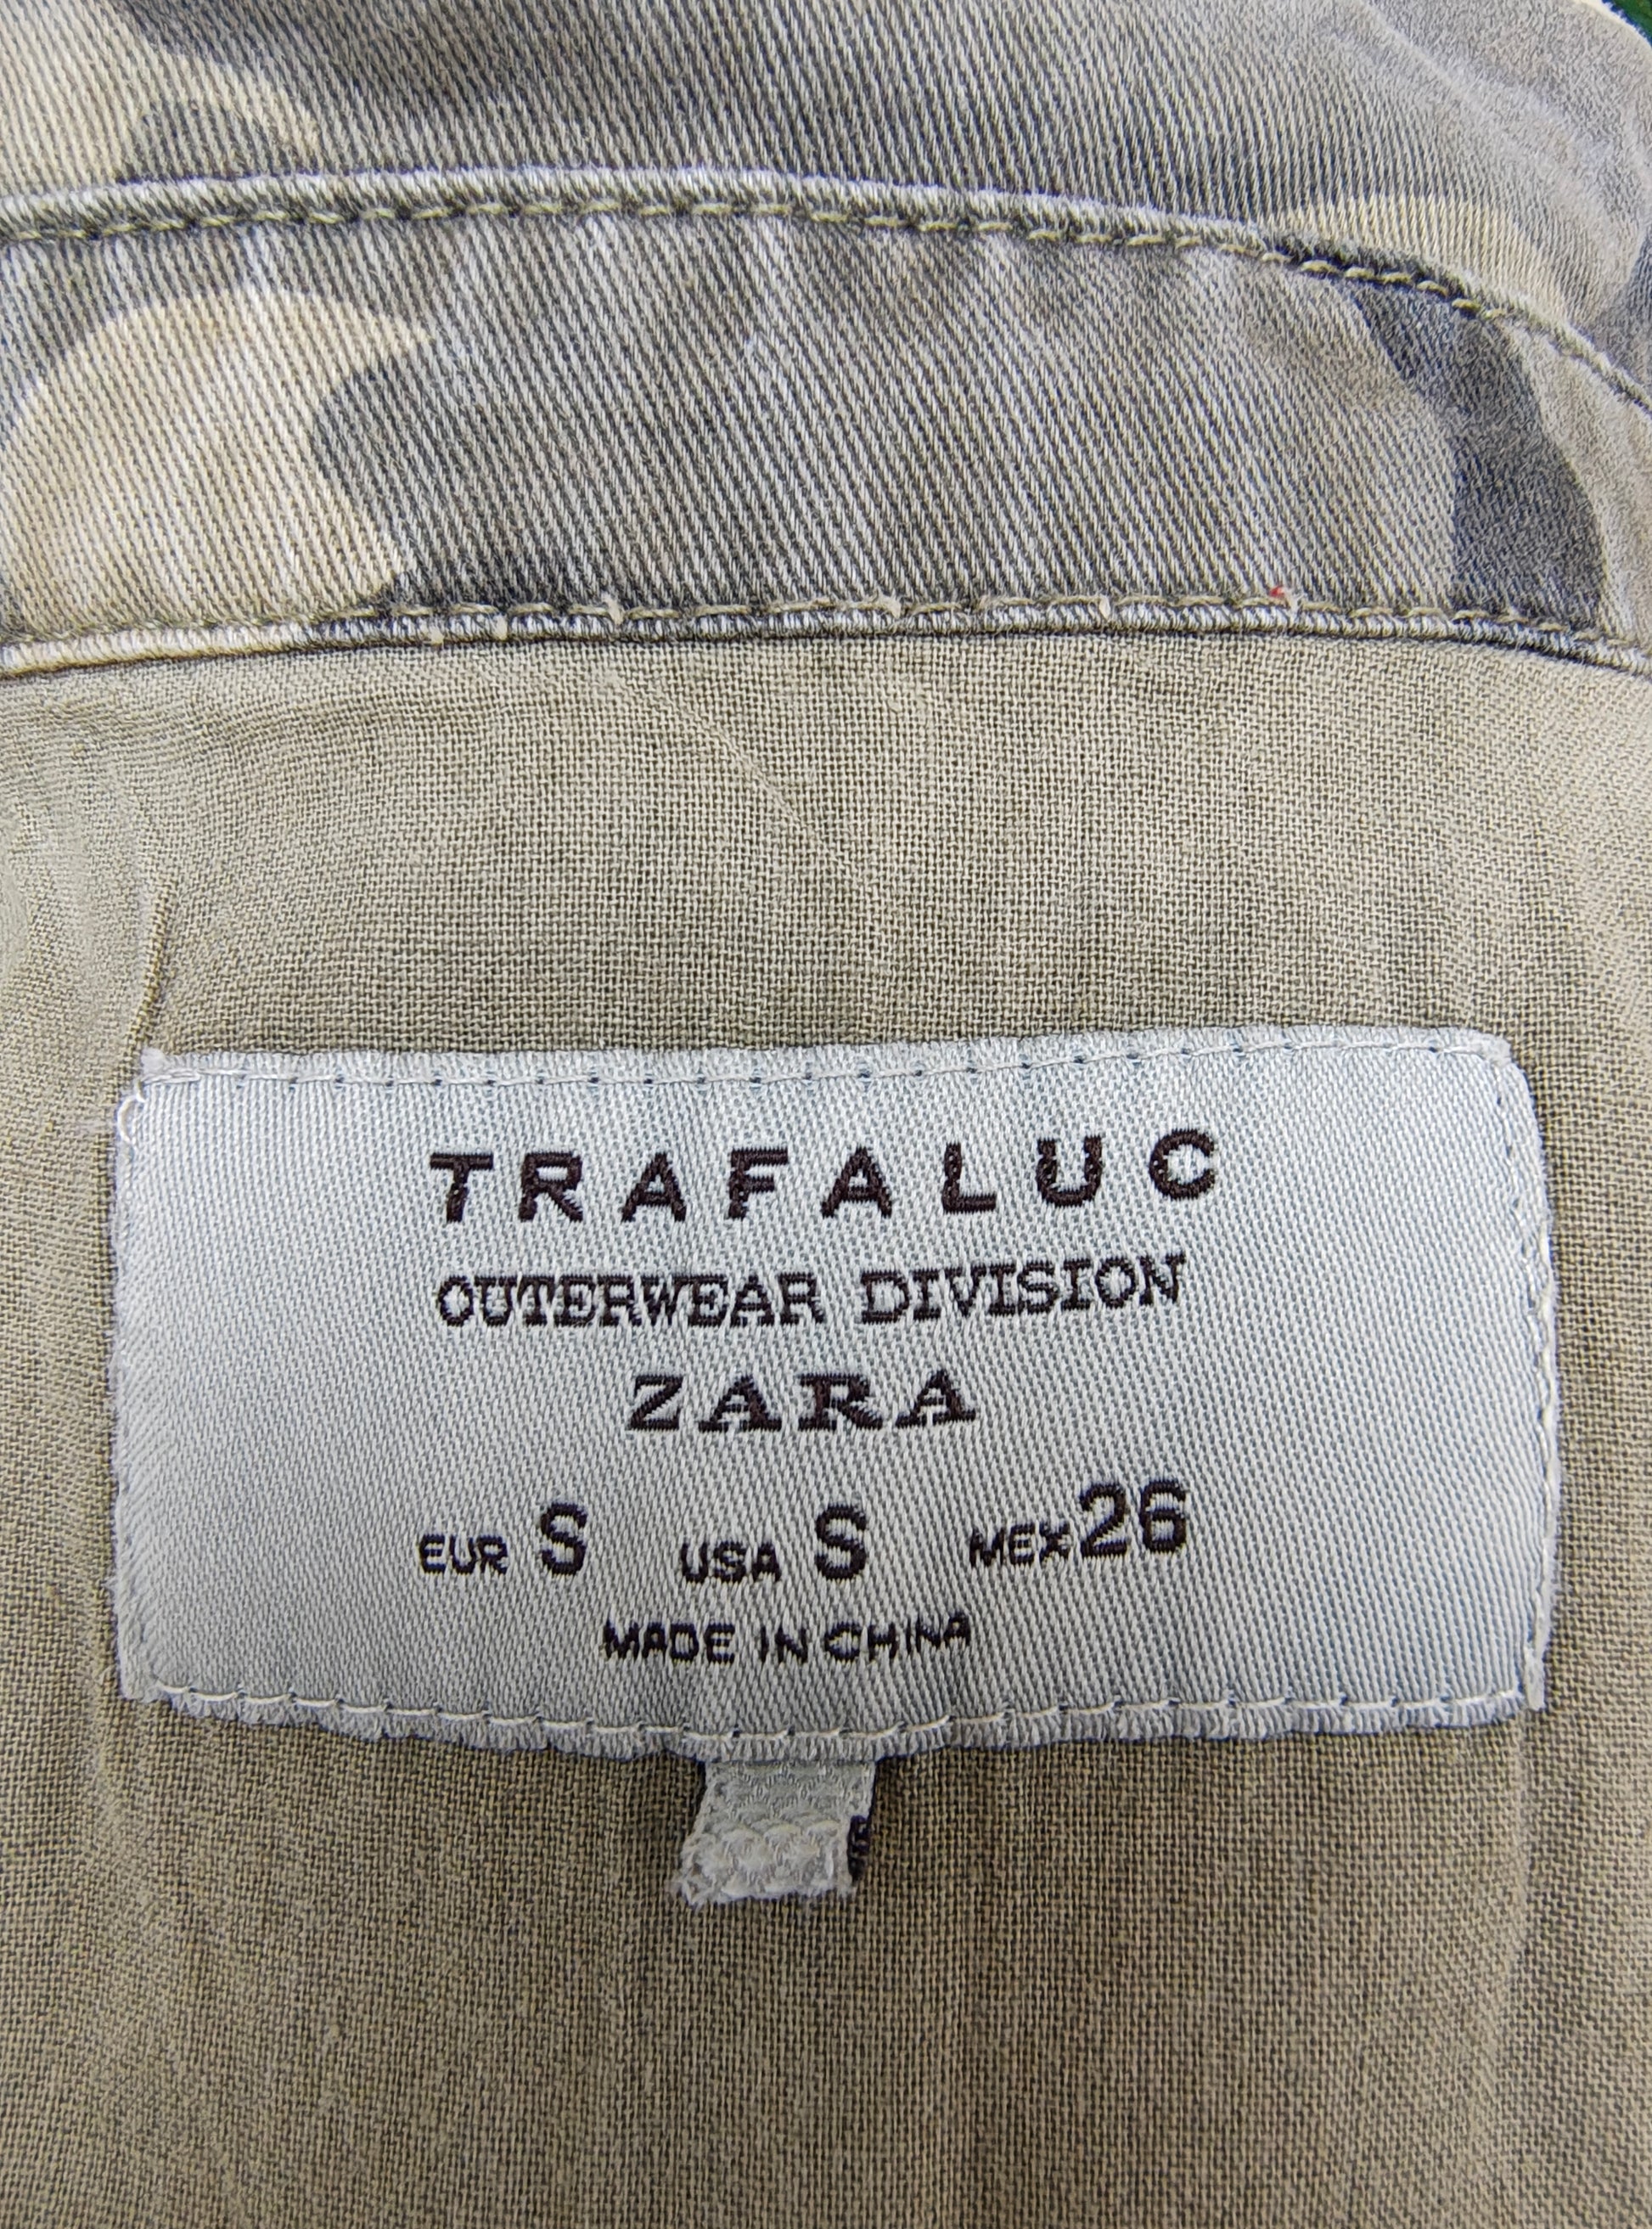 TRAFALUC
OUTERWEAR DIVISION
ZARA
EUR S USA S MEX 26
MADE IN CHINA